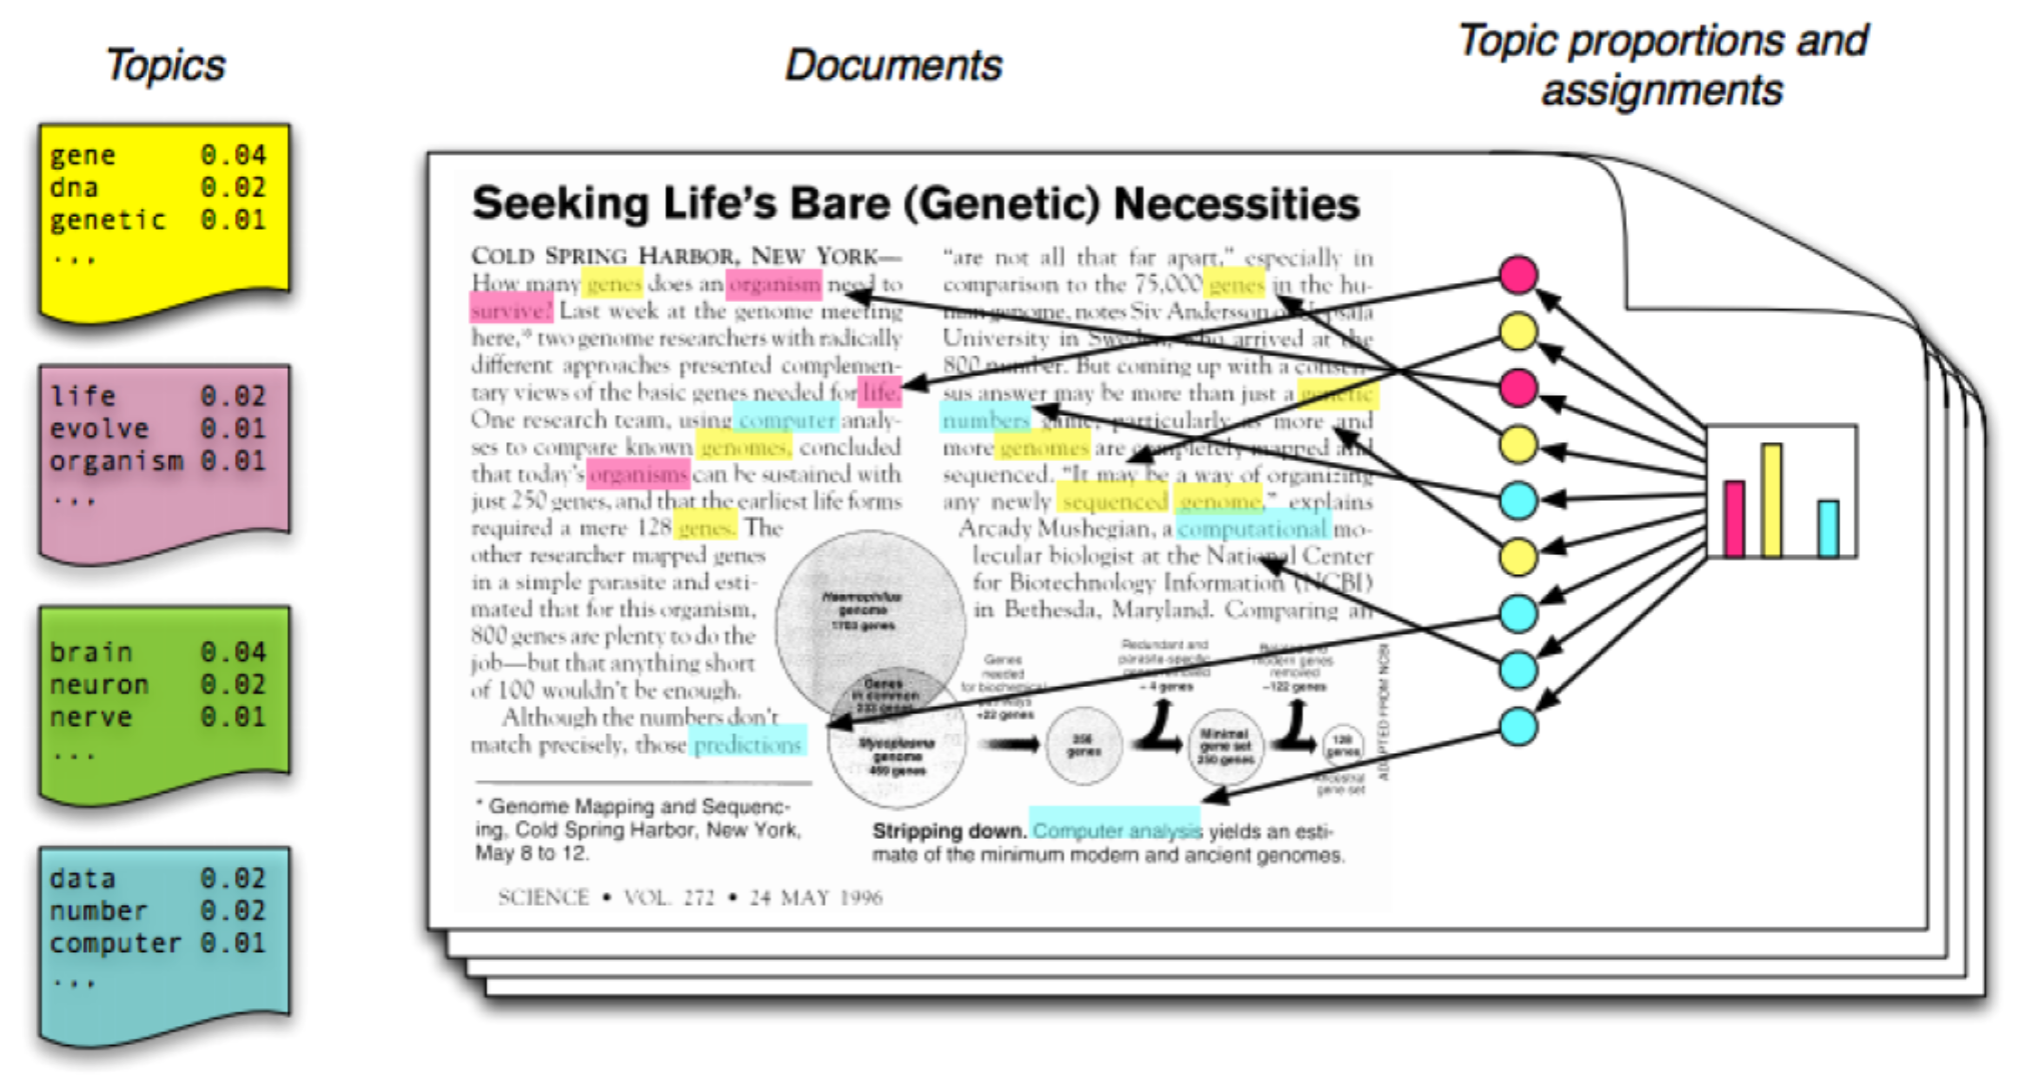 Topics
gene 0.04
dna 0.02
genetic 0.01
...
life 0.02
evolve 0.01
organism 0.01
...
brain 0.04
neuron 0.02
nerve 0.01
...
data 0.02
number 0.02
computer 0.01
...
Documents
Seeking Life's Bare (Genetic) Necessities
COLD SPRING HARBOR, NEW YORK—
How many genes does an organism need to
survive? Last week at the genome meeting
here,* two genome researchers with radically
different approaches presented complemen-
tary views of the basic genes needed for life.
One research team, using computer analy-
ses to compare known genomes, concluded
that today's organisms can be sustained with
just 250 genes, and that the earliest life forms
required a mere 128 genes. The
other researcher mapped genes
in a simple parasite and esti-
mated that for this organism,
800 genes are plenty to do the
job—but that anything short
of 100 wouldn't be enough.
Although the numbers don't
match precisely, those predictions
* Genome Mapping and Sequenc-
ing, Cold Spring Harbor, New York,
May 8 to 12.
"are not all that far apart," especially in
comparison to the 75,000 genes in the hu-
man genome, notes Siv Andersson of Uppsala
University in Sweden, who arrived at the
800 number. But coming up with a consen-
sus answer may be more than just a genetic
numbers game, particularly as more and
more genomes are completely mapped and
sequenced. "It may be a way of organizing
any newly sequenced genome," explains
Arcady Mushegian, a computational mo-
lecular biologist at the National Center
for Biotechnology Information (NCBI)
in Bethesda, Maryland. Comparing an
Haemophilus
genome
1703 genes
Genes
in common
233 genes
Mycoplasma
genome
469 genes
Genes
needed
for biochemical
+22 genes
256
genes
Redundant and
parasite-specific
removed
– 4 genes
Minimal
gene set
250 genes
modern genes
removed
–122 genes
128
genes
Ancestral
gene set
ADAPTED FROM NCBI
Stripping down. Computer analysis yields an esti-
mate of the minimum modern and ancient genomes.
SCIENCE • VOL. 272 • 24 MAY 1996
Topic proportions and
assignments